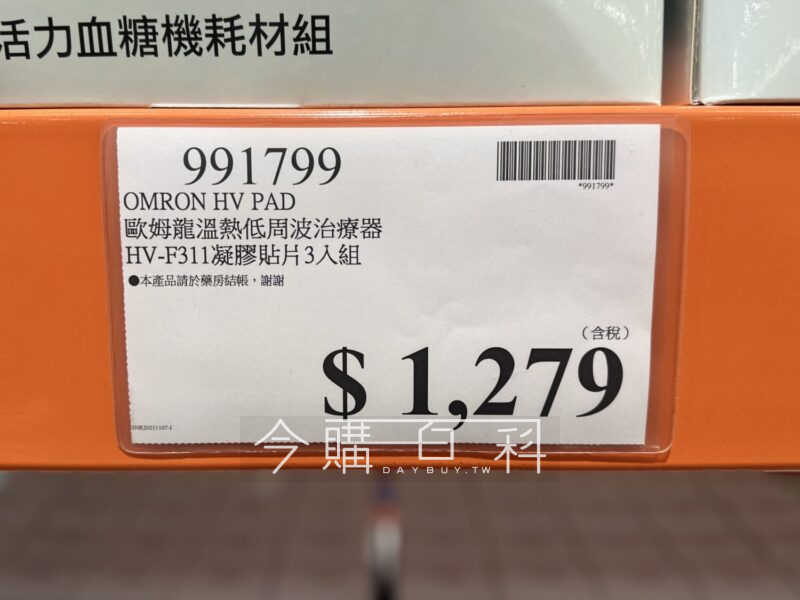 活力血糖機耗材組
991799
*991799*
OMRON HV PAD
歐姆龍溫熱低周波治療器
HV-F311凝膠貼片3入組
●本產品請於藥房結帳，謝謝
（含稅）
$ 1,279
今購百科
DAYBUY.TW